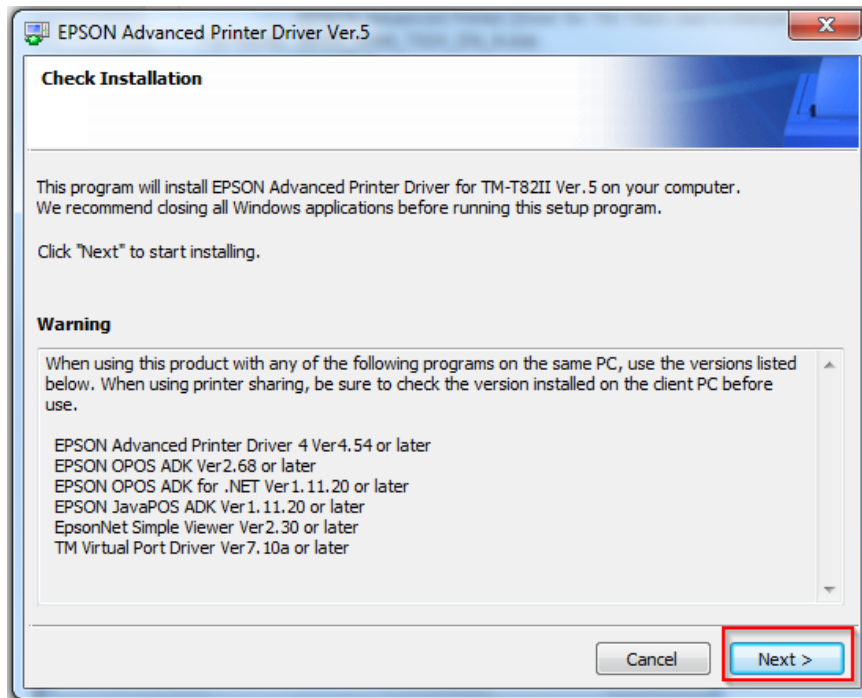 EPSON Advanced Printer Driver Ver.5
Check Installation
This program will install EPSON Advanced Printer Driver for TM-T82II Ver.5 on your computer.
We recommend closing all Windows applications before running this setup program.
Click "Next" to start installing.
Warning
When using this product with any of the following programs on the same PC, use the versions listed
below. When using printer sharing, be sure to check the version installed on the client PC before
use.
EPSON Advanced Printer Driver 4 Ver4.54 or later
EPSON OPOS ADK Ver2.68 or later
EPSON OPOS ADK for .NET Ver1.11.20 or later
EPSON JavaPOS ADK Ver1.11.20 or later
EpsonNet Simple Viewer Ver2.30 or later
TM Virtual Port Driver Ver7.10a or later
Cancel
Next >